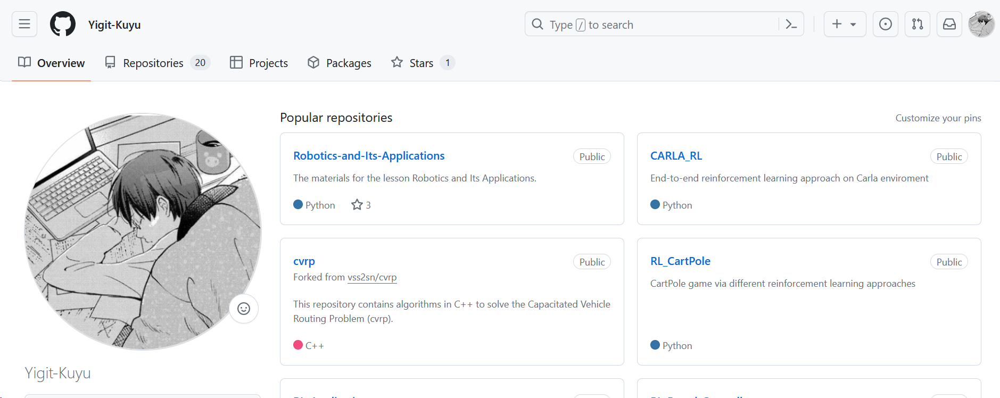 Yigit-Kuyu
Type / to search
Overview
Repositories 20
Projects
Packages
Stars 1
Popular repositories
Customize your pins
Robotics-and-Its-Applications
Public
The materials for the lesson Robotics and Its Applications.
Python
3
CARLA_RL
Public
End-to-end reinforcement learning approach on Carla enviroment
Python
cvrp
Public
Forked from vss2sn/cvrp
This repository contains algorithms in C++ to solve the Capacitated Vehicle
Routing Problem (cvrp).
C++
RL_CartPole
Public
CartPole game via different reinforcement learning approaches
Python
Yigit-Kuyu